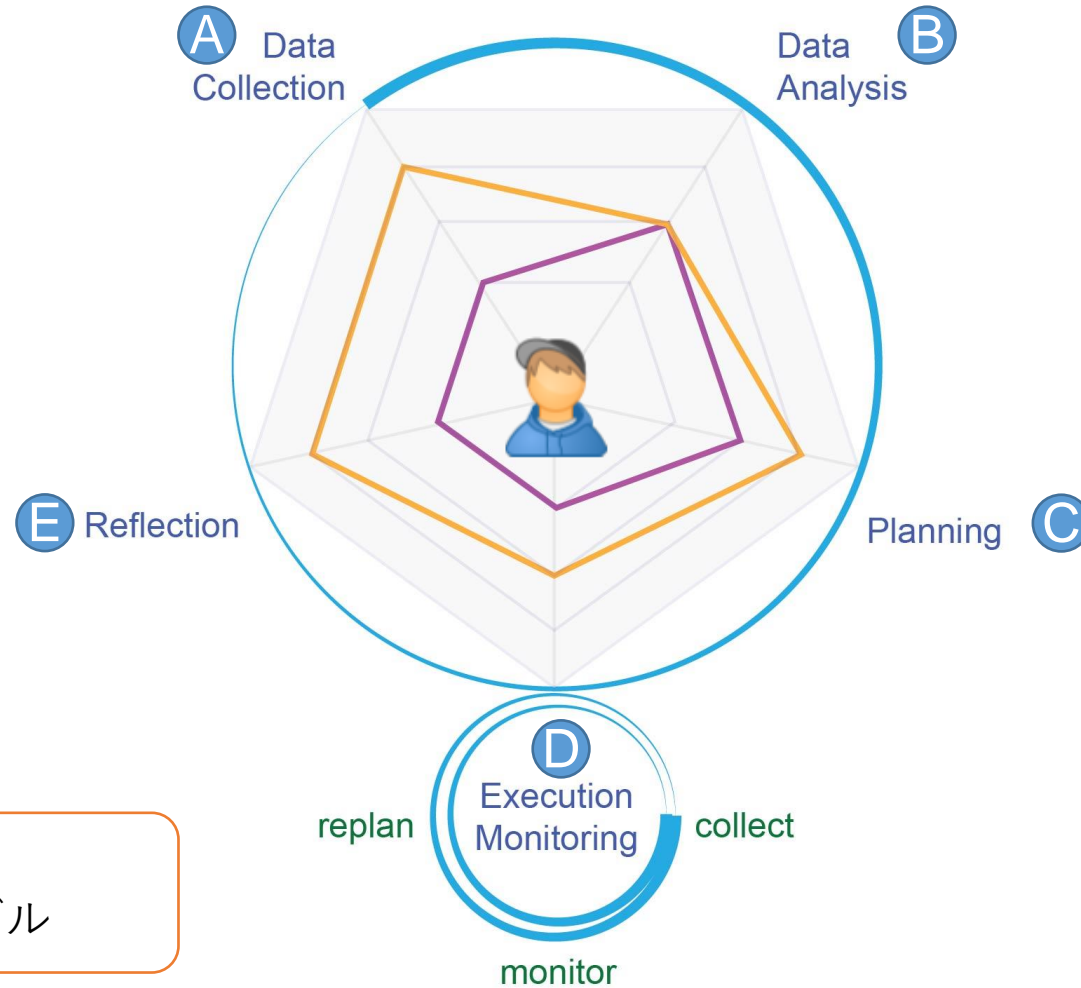 A
Data
Collection
Data
Analysis
B
E
Reflection
Planning
C
D
Execution
Monitoring
replan
collect
monitor
ル